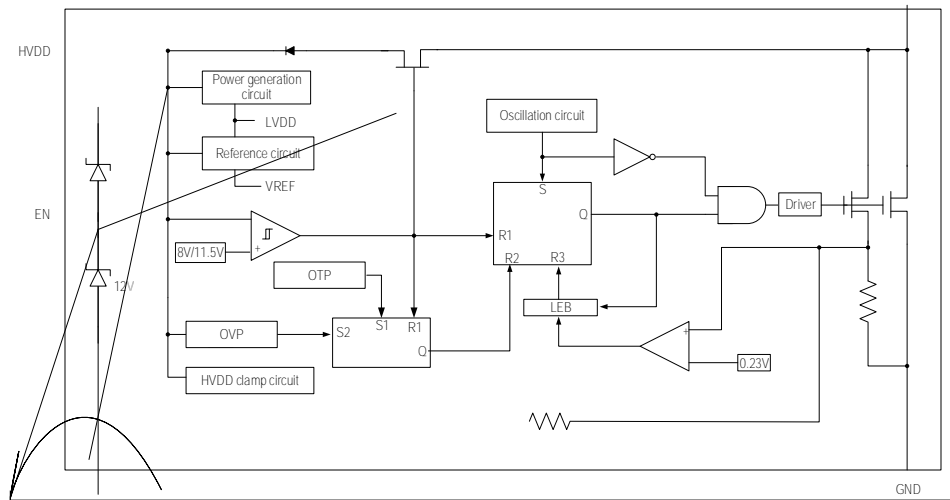 HVDD
Power generation
circuit
LVDD
Reference circuit
VREF
Oscillation circuit
S
Q
R1
R2
R3
EN
8V/11.5V
+
OTP
12V
OVP
S2
S1
R1
Q
HVDD clamp circuit
LEB
Driver
+
0.23V
GND